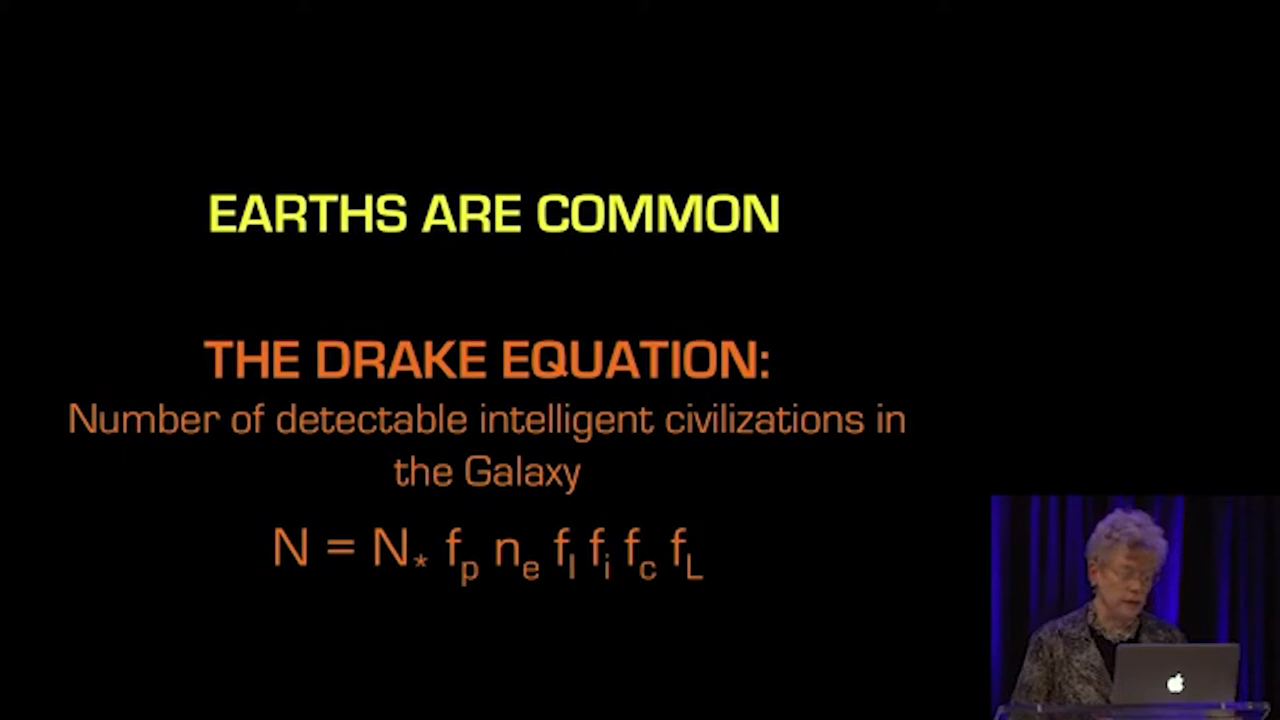 EARTHS ARE COMMON
THE DRAKE EQUATION:
Number of detectable intelligent civilizations in
the Galaxy
N = N* fp ne fl fi fc fL